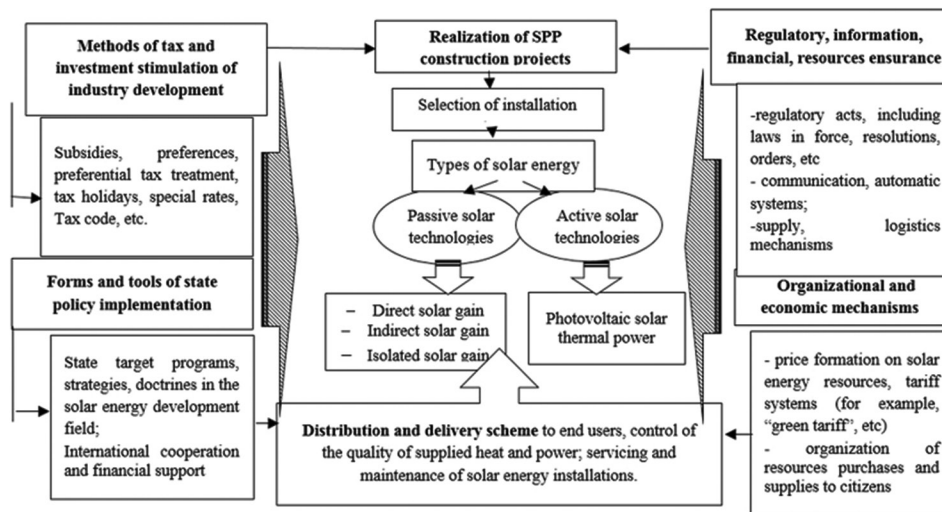 Methods of tax and
investment stimulation of
industry development
Subsidies, preferences,
preferential tax treatment,
tax holidays, special rates,
Tax code, etc.
Forms and tools of state
policy implementation
State target programs,
strategies, doctrines in the
solar energy development
field;
International cooperation
and financial support
Realization of SPP
construction projects
Selection of installation
Types of solar energy
Passive solar
technologies
Active solar
technologies
– Direct solar gain
– Indirect solar gain
– Isolated solar gain
Photovoltaic solar
thermal power
Distribution and delivery scheme to end users, control of
the quality of supplied heat and power; servicing and
maintenance of solar energy installations.
Regulatory, information,
financial, resources ensurance
-regulatory acts, including
laws in force, resolutions,
orders, etc
- communication, automatic
systems;
-supply, logistics
mechanisms
Organizational and
economic mechanisms
- price formation on solar
energy resources, tariff
systems (for example,
“green tariff”, etc)
- organization of
resources purchases and
supplies to citizens